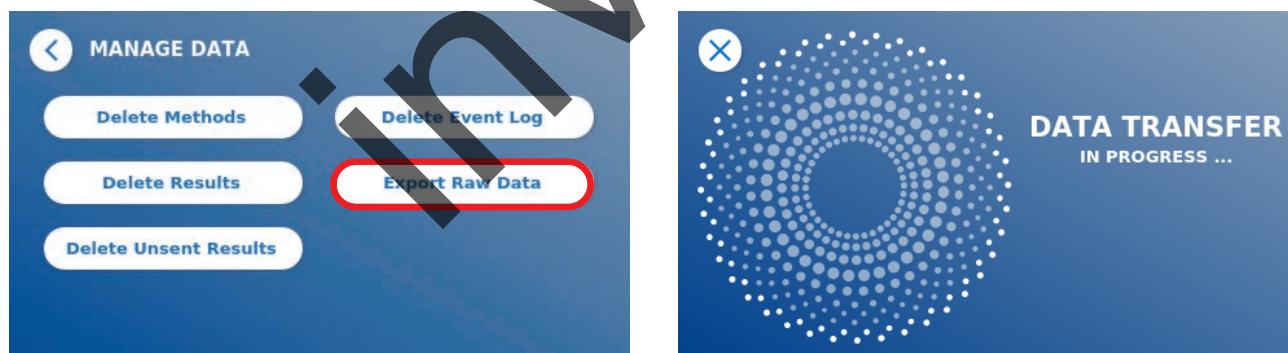 MANAGE DATA
Delete Methods
Delete Event Log
Delete Results
Export Raw Data
Delete Unsent Results
DATA TRANSFER
IN PROGRESS ...